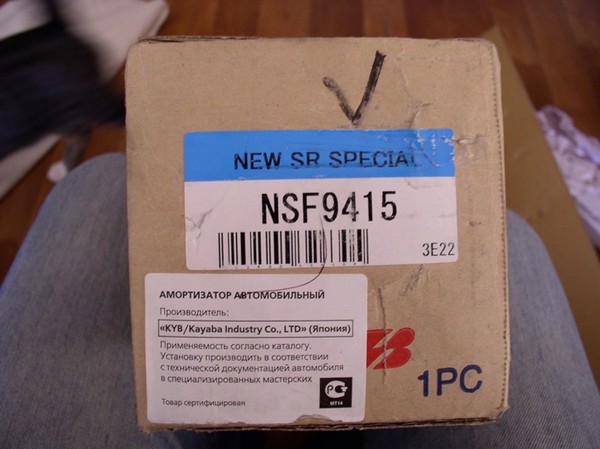 NEW SR SPECIAL
NSF9415
3E22
АМОРТИЗАТОР АВТОМОБИЛЬНЫЙ
Производитель:
«KYB/Kayaba Industry Co., LTD» (Япония)
Применяемость согласно каталогу.
Установку производить в соответствии
с технической документацией автомобиля
в специализированных мастерских
Товар сертифицирован
МТ14
1PC